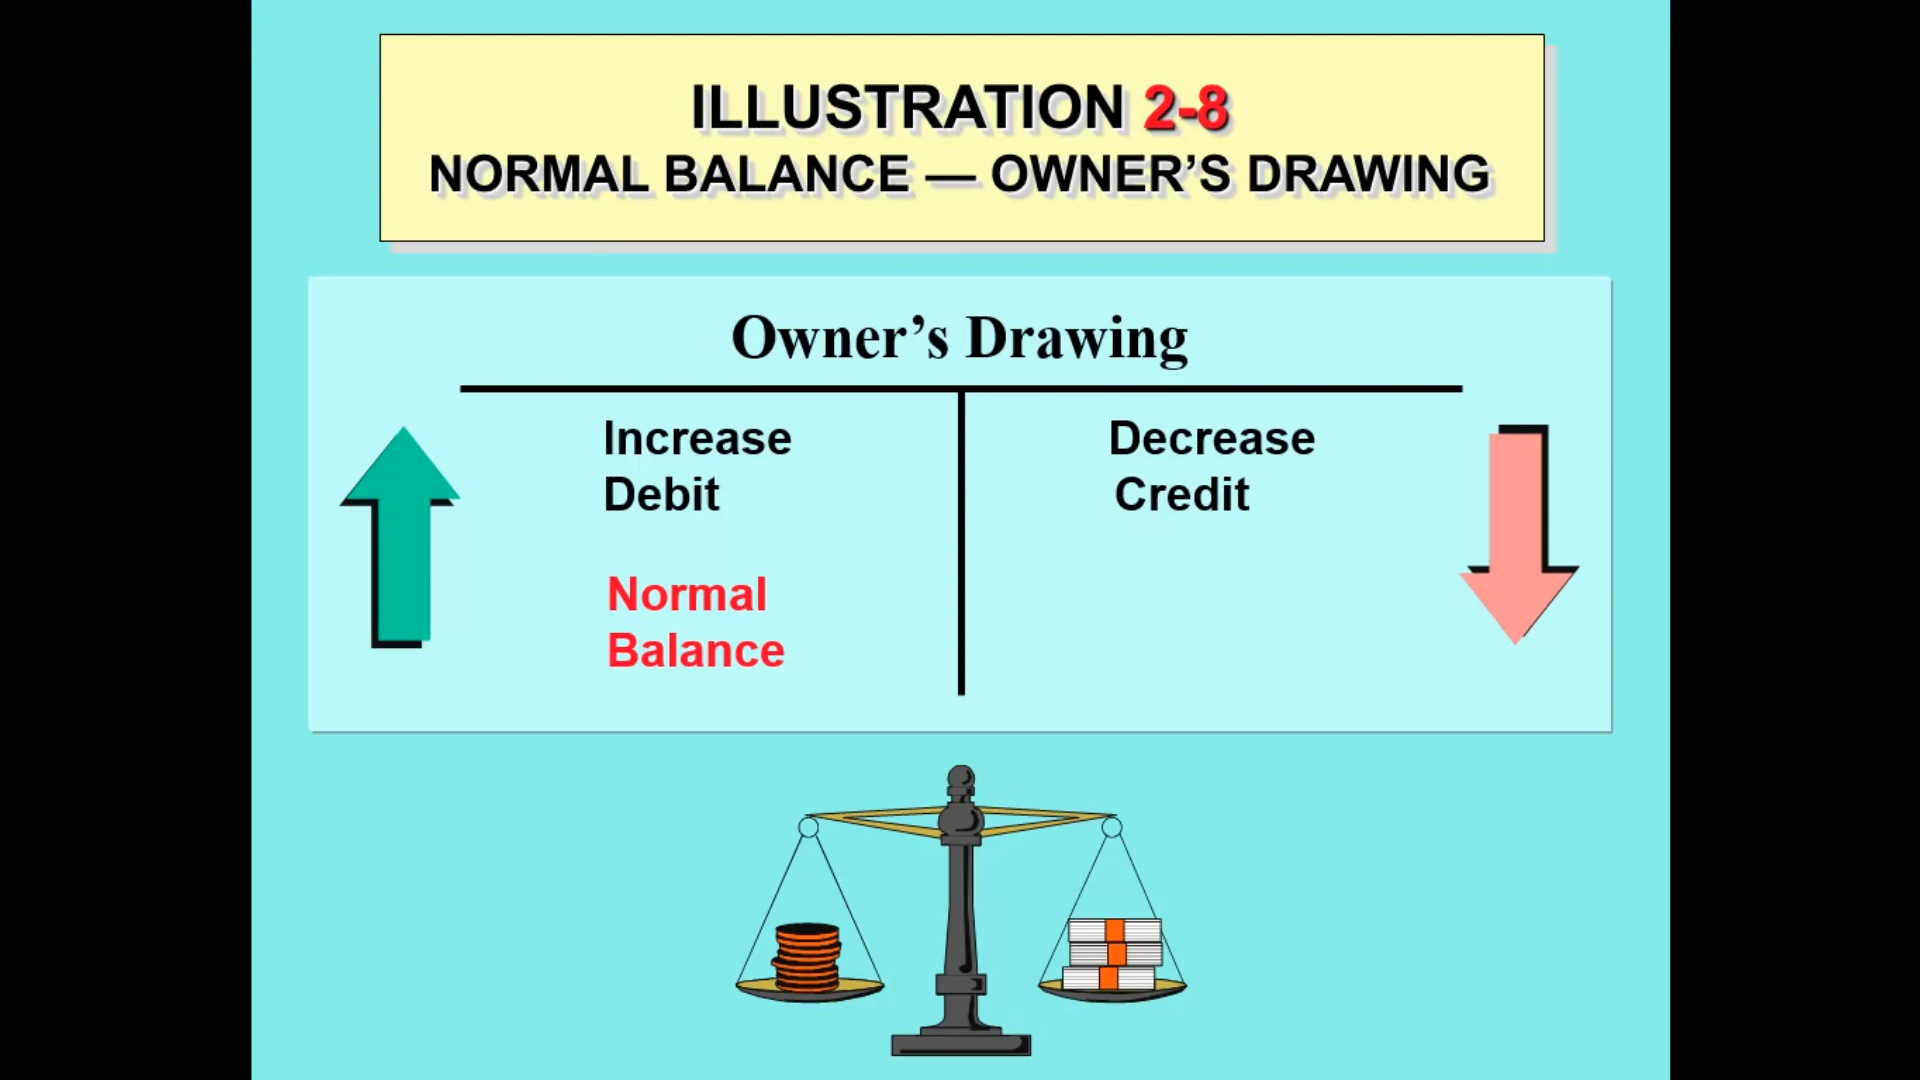 ILLUSTRATION 2-8
NORMAL BALANCE — OWNER’S DRAWING
Owner’s Drawing
Increase
Debit
Normal
Balance
Decrease
Credit